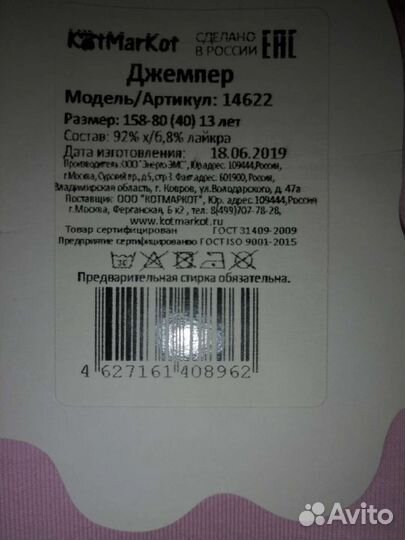 KotMarKot СДЕЛАНО В РОССИИ EAC
Джемпер
Модель/Артикул: 14622
Размер: 158-80 (40) 13 лет
Состав: 92% х/б,8% лайкра
Дата изготовления: 18.06.2019
Производитель:ООО "Энерго ЭМС", Юр.адрес: 109444,Россия,
г.Москва, Сурский пр., д.5, стр.3. Факт.адрес: 601900, Россия,
Владимирская область, г. Ковров, ул.Володарского, д. 47а
Поставщик: ООО "КОТМАРКОТ", Юр. адрес:109444,Россия
г.Москва, Ферганская, 6 к2 , тел. 8(499)707-78-28,
www.kotmarkot.ru
Товар сертифицирован ГОСТ 31409-2009
Предприятие сертифицировано ГОСТ ISO 9001-2015
Предварительная стирка обязательна.
4 627161 408962
Avito